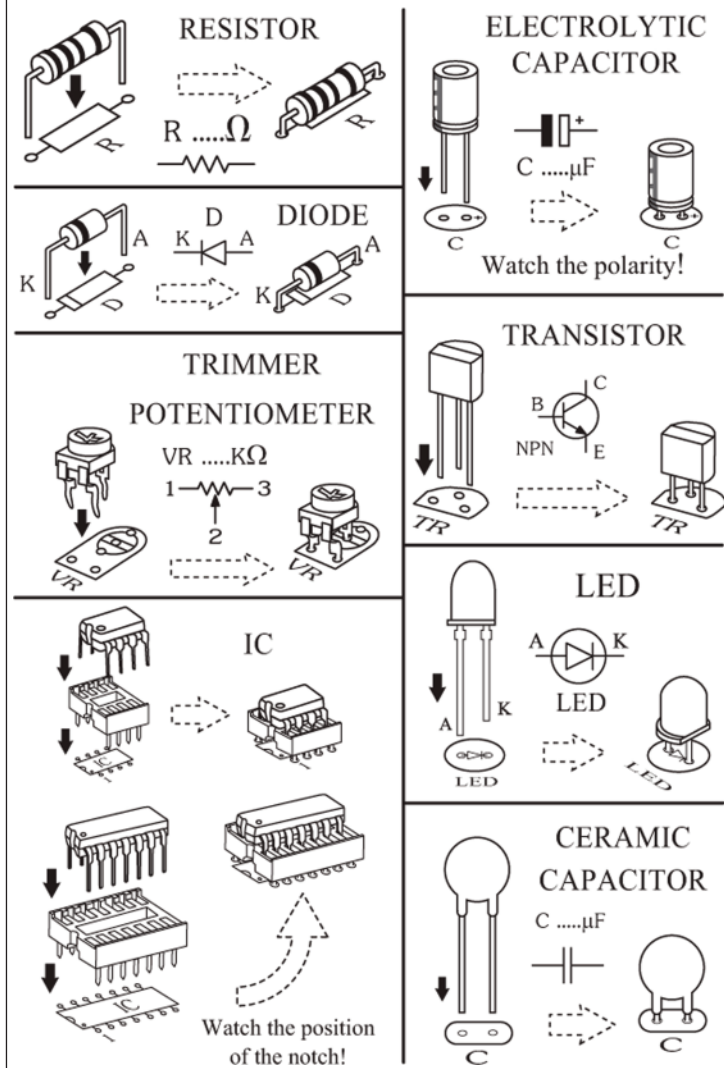 RESISTOR
R .....Ω
R
R
DIODE
D
K
A
K
A
D
K
A
D
TRIMMER
POTENTIOMETER
VR .....KΩ
1
3
2
VR
VR
IC
IC
1
1
IC
1
Watch the position
of the notch!
ELECTROLYTIC
CAPACITOR
+
C .....µF
+
C
+
C
Watch the polarity!
TRANSISTOR
C
B
NPN
E
TR
TR
LED
A
K
LED
A
K
LED
LED
CERAMIC
CAPACITOR
C .....µF
C
C